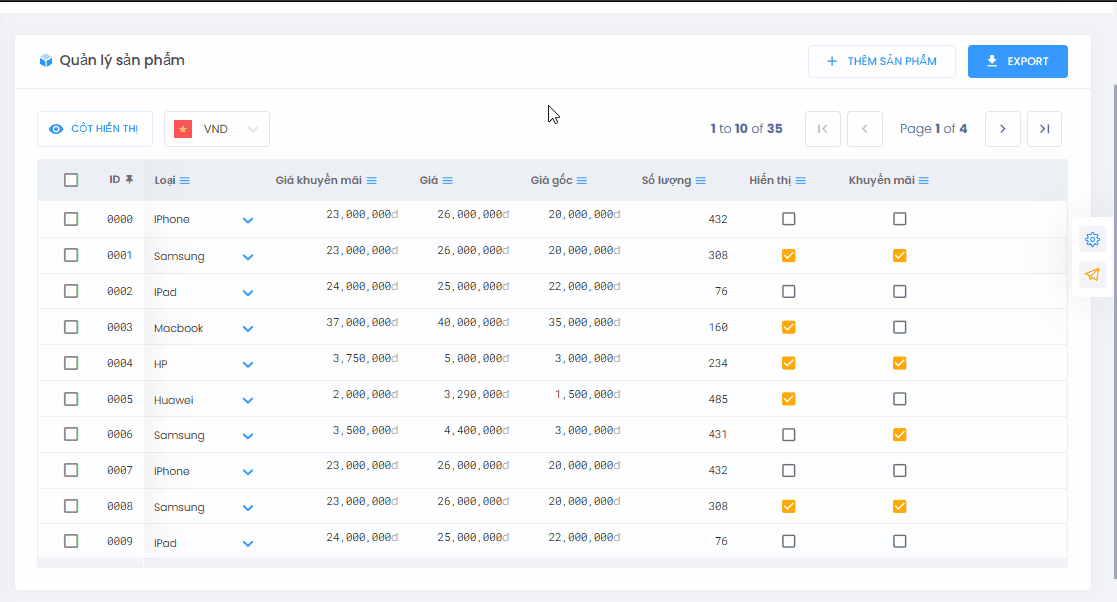 Quản lý sản phẩm
THÊM SẢN PHẨM
EXPORT
CỘT HIỂN THỊ
VND
1 to 10 of 35
Page 1 of 4
ID Loại Giá khuyến mãi Giá Giá gốc Số lượng Hiển thị Khuyến mãi
0000 IPhone 23,000,000đ 26,000,000đ 20,000,000đ 432
0001 Samsung 23,000,000đ 26,000,000đ 20,000,000đ 308
0002 IPad 24,000,000đ 25,000,000đ 22,000,000đ 76
0003 Macbook 37,000,000đ 40,000,000đ 35,000,000đ 160
0004 HP 3,750,000đ 5,000,000đ 3,000,000đ 234
0005 Huawei 2,000,000đ 3,290,000đ 1,500,000đ 485
0006 Samsung 3,500,000đ 4,400,000đ 3,000,000đ 431
0007 IPhone 23,000,000đ 26,000,000đ 20,000,000đ 432
0008 Samsung 23,000,000đ 26,000,000đ 20,000,000đ 308
0009 IPad 24,000,000đ 25,000,000đ 22,000,000đ 76